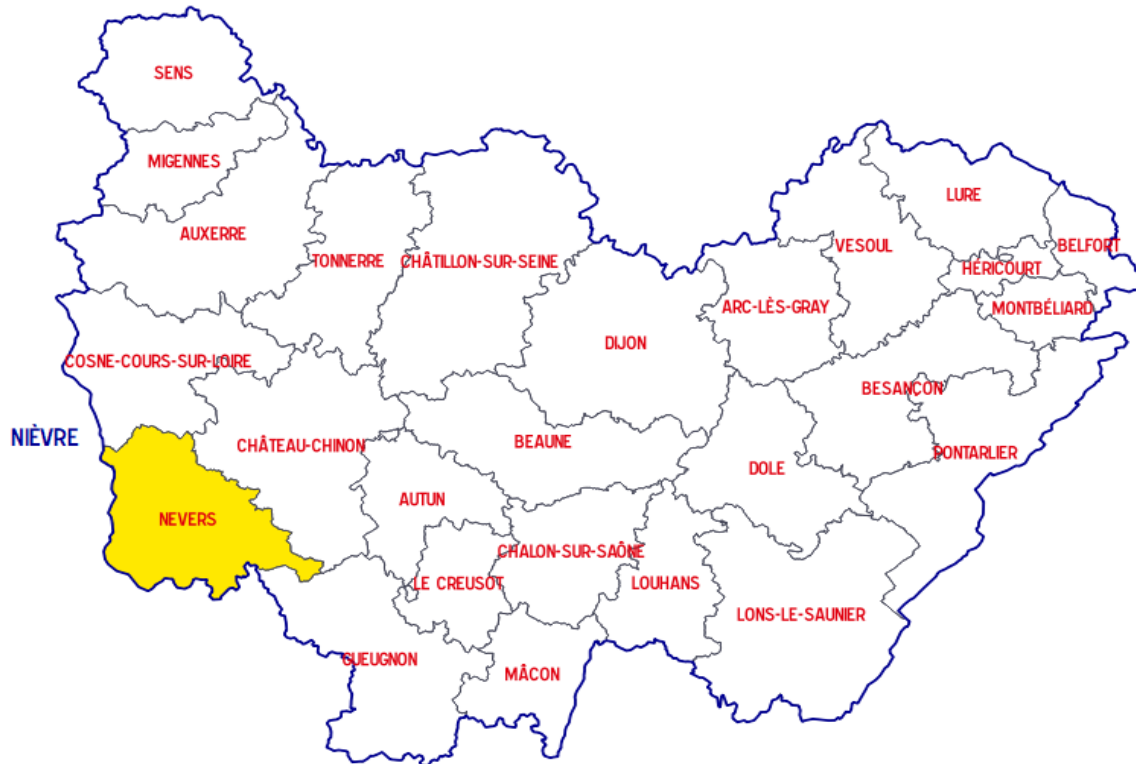 SENS
MIGENNES
LURE
AUXERRE
BELFORT
VESOUL
TONNERRE
CHÂTILLON-SUR-SEINE
HÉRICOURT
ARC-LÈS-GRAY
MONTBÉLIARD
DIJON
COSNE-COURS-SUR-LOIRE
BESANÇON
NIÈVRE
CHÂTEAU-CHINON
BEAUNE
PONTARLIER
DOLE
AUTUN
NEVERS
CHALON-SUR-SAÔNE
LE CREUSOT
LOUHANS
LONS-LE-SAUNIER
GUEUGNON
MÂCON